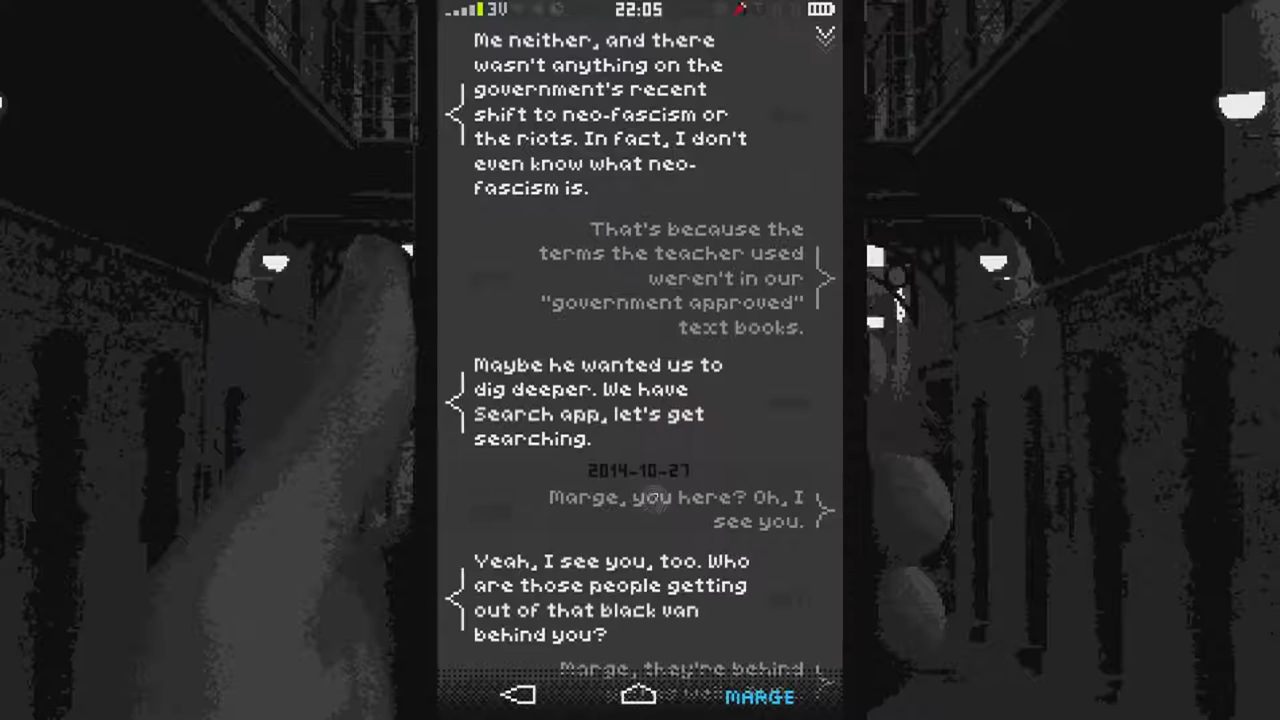 3V
22:05
Me neither, and there
wasn't anything on the
government's recent
shift to neo-fascism or
the riots. In fact, I don't
even know what neo-
fascism is.
That's because the
terms the teacher used
weren't in our
"government approved"
text books.
Maybe he wanted us to
dig deeper. We have
Search app, let's get
searching.
2014-10-27
Marge, you here? Oh, I
see you.
Yeah, I see you, too. Who
are those people getting
out of that black van
behind you?
Marge, they're behind
MARGE